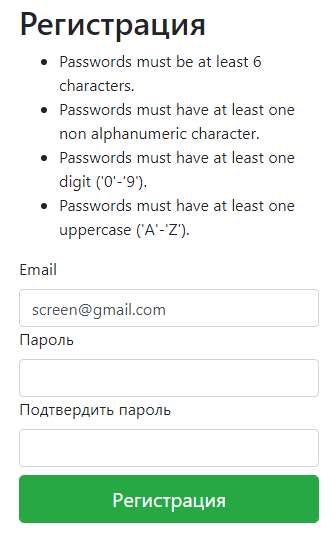 Регистрация
Passwords must be at least 6
characters.
Passwords must have at least one
non alphanumeric character.
Passwords must have at least one
digit ('0'-'9').
Passwords must have at least one
uppercase ('A'-'Z').
Email
screen@gmail.com
Пароль
Подтвердить пароль
Регистрация